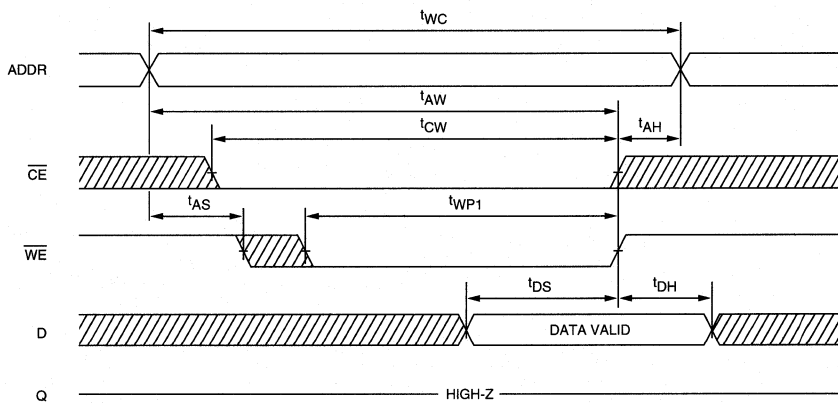 tWC
ADDR
tAW
tCW
tAH
CE
tAS
tWP1
WE
tDS
tDH
D
DATA VALID
Q
HIGH-Z